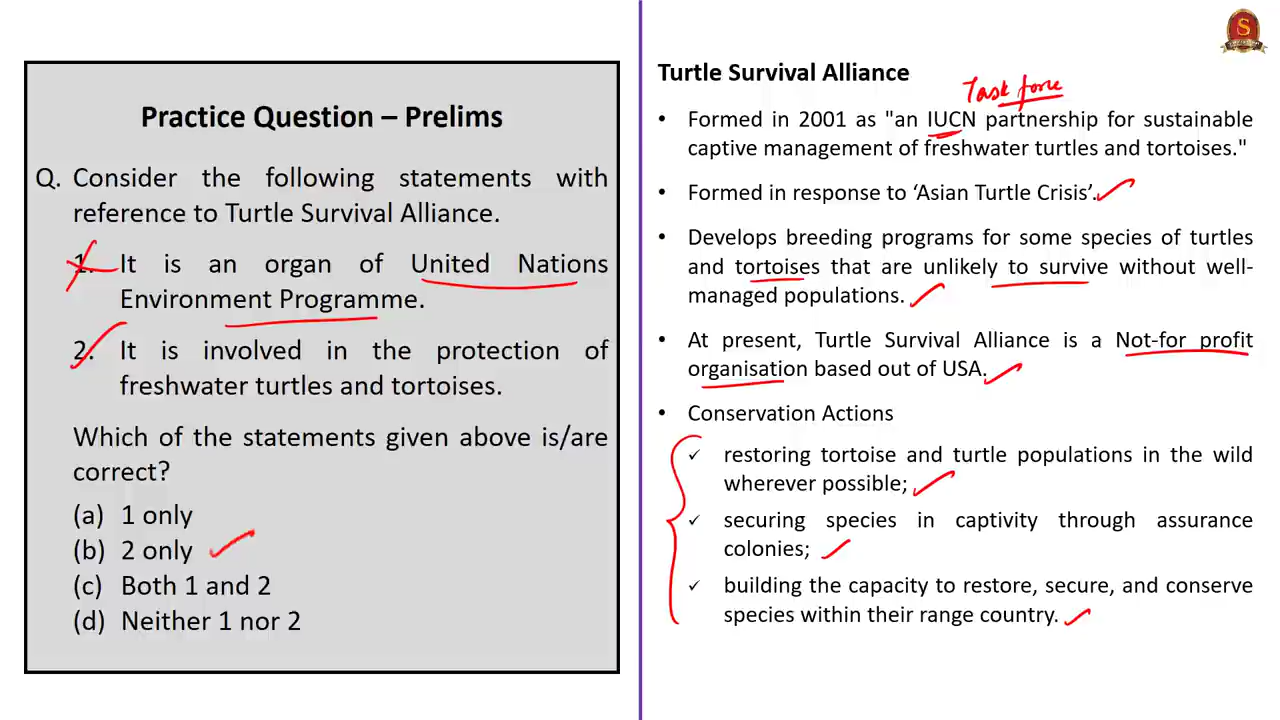 Practice Question – Prelims
Q. Consider the following statements with
reference to Turtle Survival Alliance.
1. It is an organ of United Nations
Environment Programme.
2. It is involved in the protection of
freshwater turtles and tortoises.
Which of the statements given above is/are
correct?
(a) 1 only
(b) 2 only
(c) Both 1 and 2
(d) Neither 1 nor 2
S
Turtle Survival Alliance
Task force
• Formed in 2001 as "an IUCN partnership for sustainable
captive management of freshwater turtles and tortoises."
• Formed in response to ‘Asian Turtle Crisis’.
• Develops breeding programs for some species of turtles
and tortoises that are unlikely to survive without well-
managed populations.
• At present, Turtle Survival Alliance is a Not-for profit
organisation based out of USA.
• Conservation Actions
✓ restoring tortoise and turtle populations in the wild
wherever possible;
✓ securing species in captivity through assurance
colonies;
✓ building the capacity to restore, secure, and conserve
species within their range country.